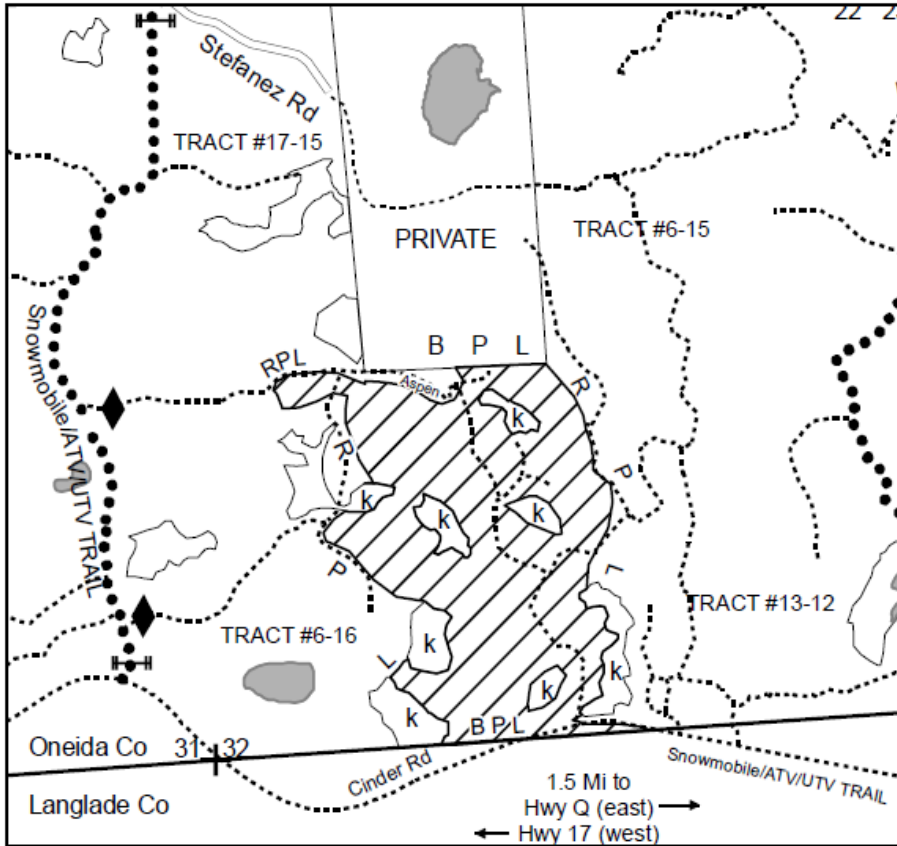 22 2
Stefanez Rd
TRACT #17-15
PRIVATE
TRACT #6-15
Snowmobile/ATV/UTV TRAIL
B P L
RPL
Aspen
R
k
R
P
k
k
k
P
L
TRACT #13-12
TRACT #6-16
k
L
k
k
k
B P L
Oneida Co 31 32
Cinder Rd
Snowmobile/ATV/UTV TRAIL
Langlade Co
1.5 Mi to
Hwy Q (east)
Hwy 17 (west)